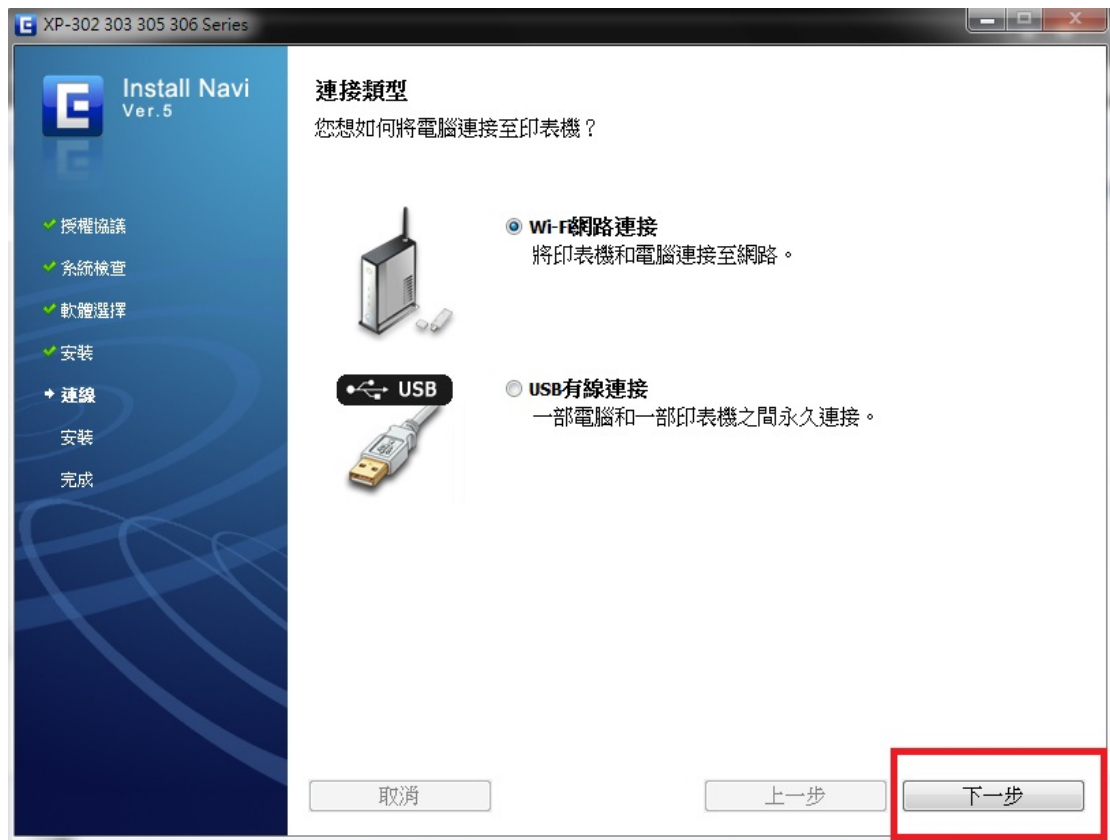 XP-302 303 305 306 Series
Install Navi
Ver.5
授權協議
系統檢查
軟體選擇
安裝
連線
安裝
完成
連接類型
您想如何將電腦連接至印表機？
Wi-Fi網路連接
將印表機和電腦連接至網路。
USB
USB有線連接
一部電腦和一部印表機之間永久連接。
取消
上一步
下一步